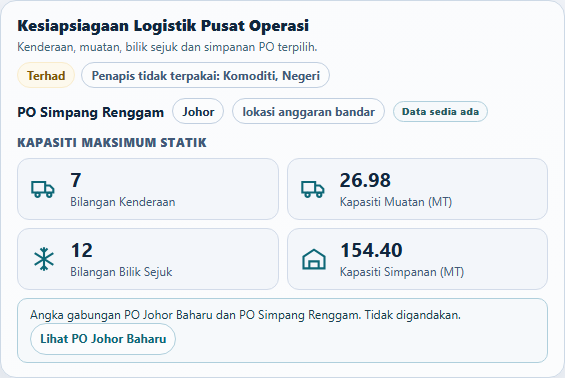 Kesiapsiagaan Logistik Pusat Operasi
Kenderaan, muatan, bilik sejuk dan simpanan PO terpilih.
Terhad
Penapis tidak terpakai: Komoditi, Negeri
PO Simpang Renggam
Johor
lokasi anggaran bandar
Data sedia ada
KAPASITI MAKSIMUM STATIK
7
Bilangan Kenderaan
26.98
Kapasiti Muatan (MT)
12
Bilangan Bilik Sejuk
154.40
Kapasiti Simpanan (MT)
Angka gabungan PO Johor Baharu dan PO Simpang Renggam. Tidak digandakan.
Lihat PO Johor Baharu